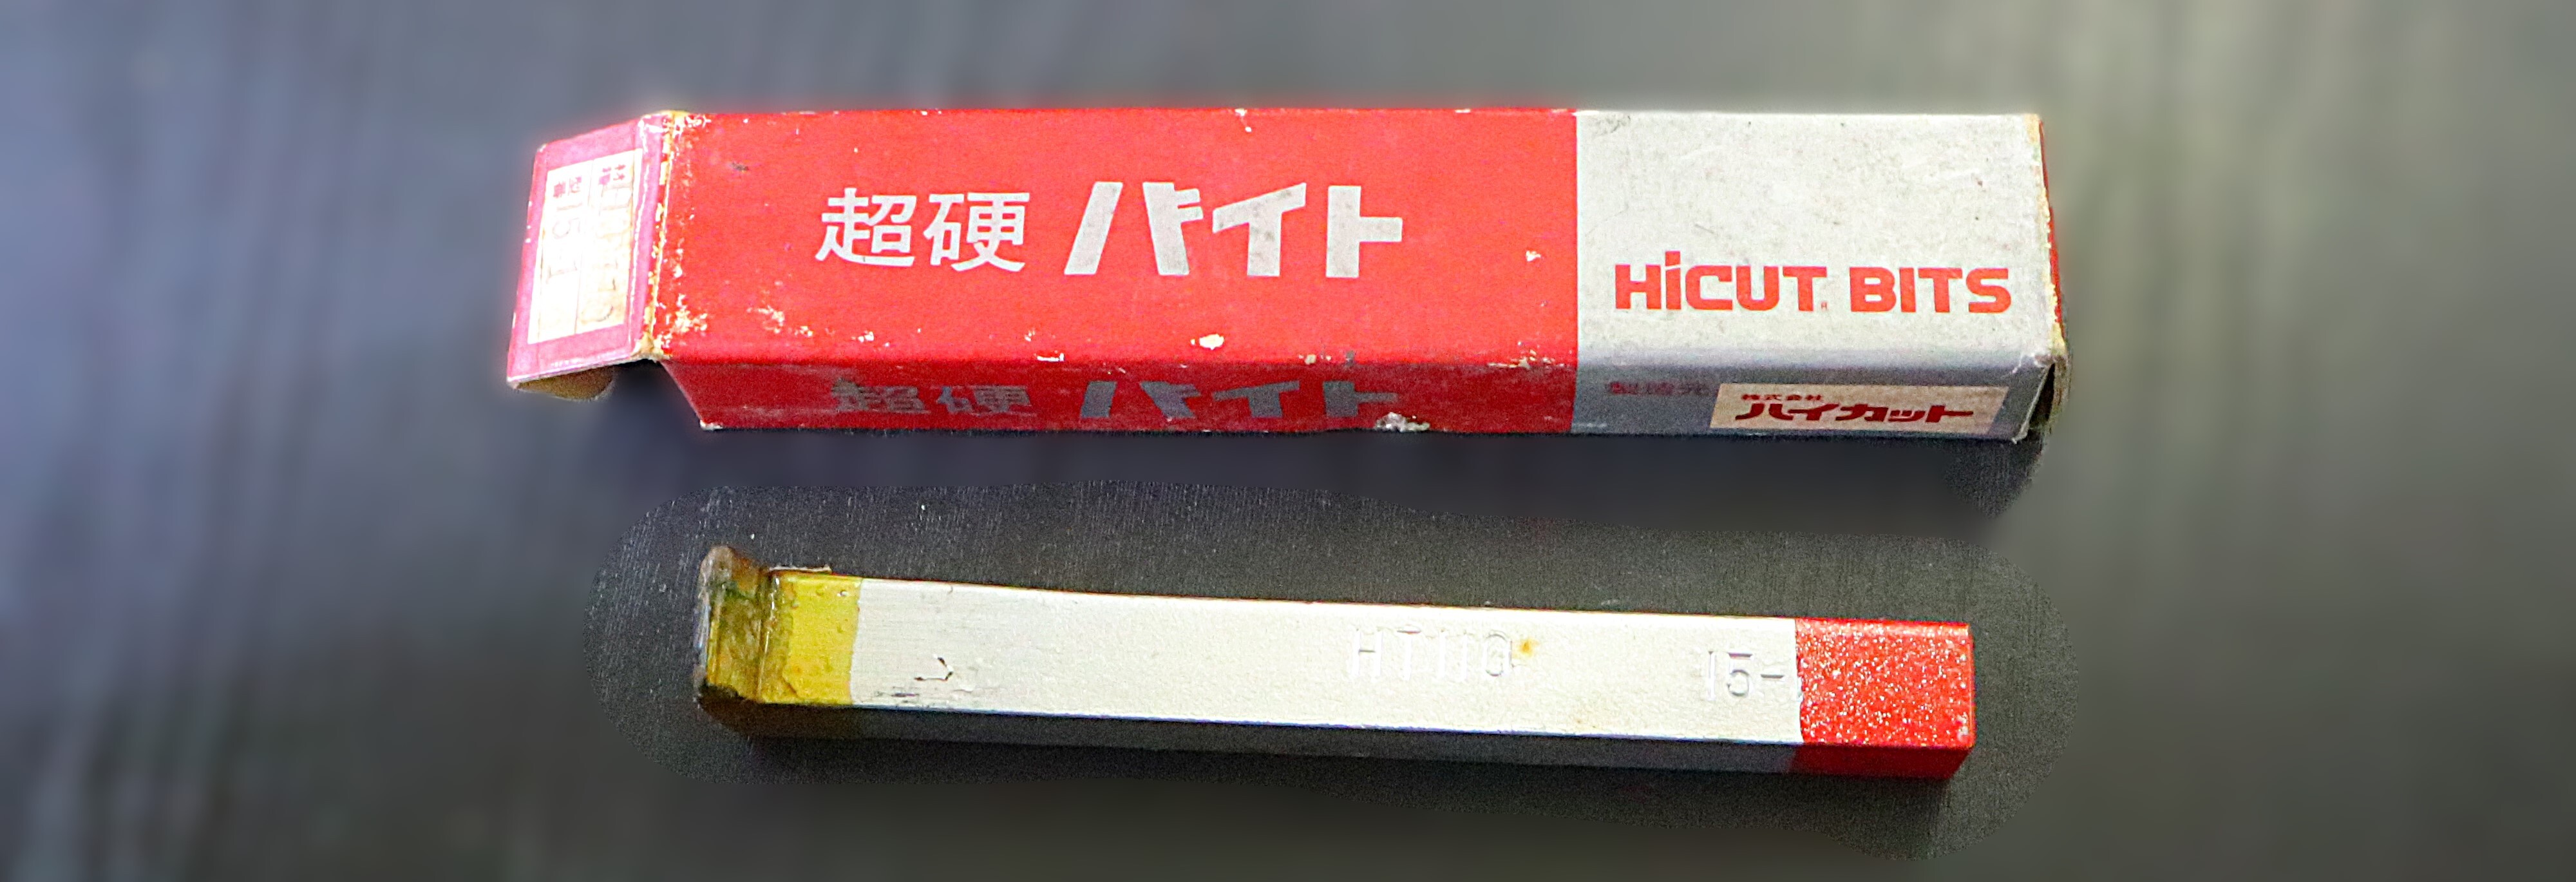 超硬 バイト
HiCUT BITS
超硬 バイト
製造元
株式会社
ハイカット
15-